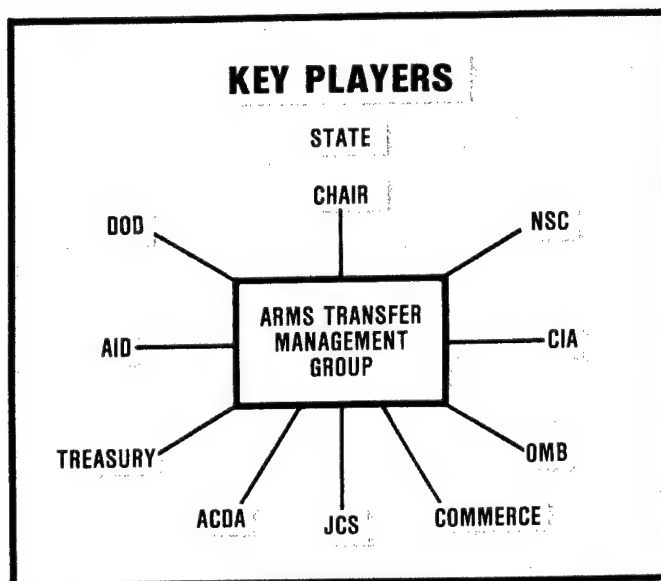 KEY PLAYERS
STATE
CHAIR
DOD
NSC
ARMS TRANSFER
MANAGEMENT
GROUP
AID
CIA
TREASURY
OMB
ACDA
JCS
COMMERCE